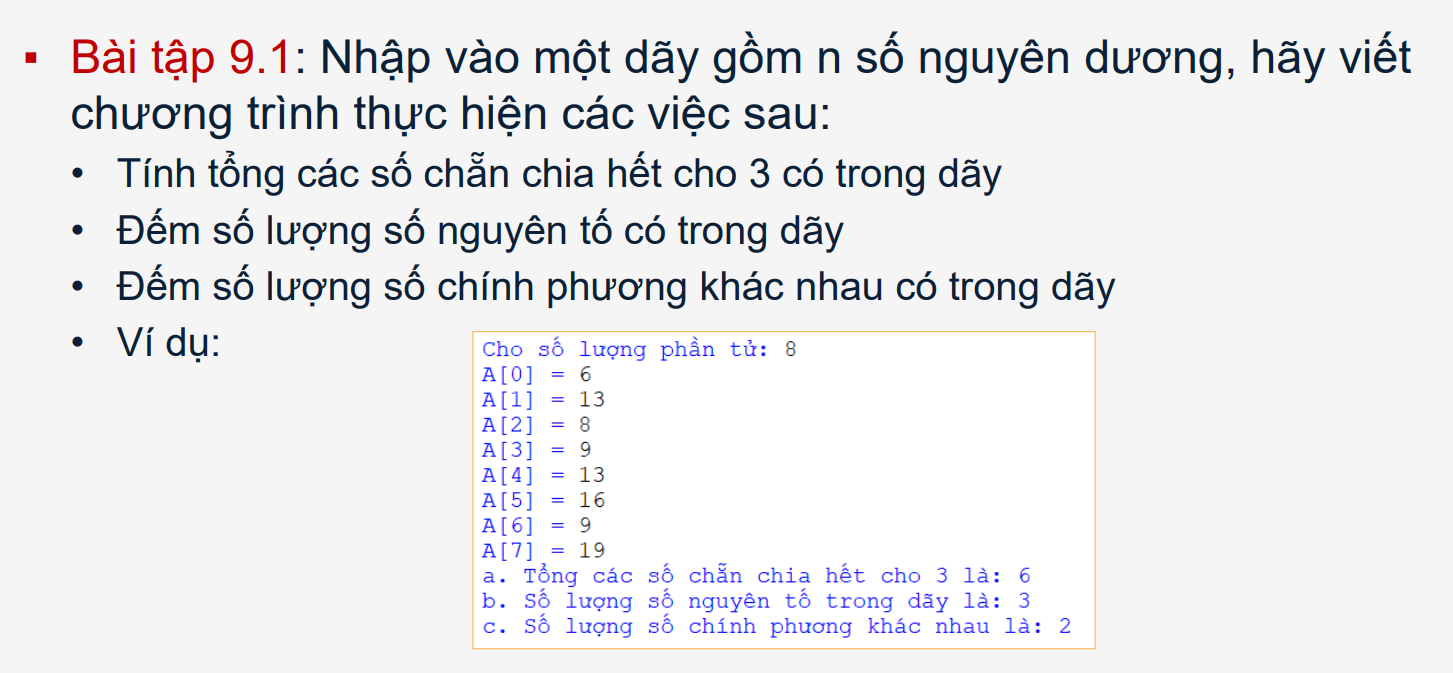 ▪ Bài tập 9.1: Nhập vào một dãy gồm n số nguyên dương, hãy viết
chương trình thực hiện các việc sau:
• Tính tổng các số chẵn chia hết cho 3 có trong dãy
• Đếm số lượng số nguyên tố có trong dãy
• Đếm số lượng số chính phương khác nhau có trong dãy
• Ví dụ:
Cho số lượng phần tử: 8
A[0] = 6
A[1] = 13
A[2] = 8
A[3] = 9
A[4] = 13
A[5] = 16
A[6] = 9
A[7] = 19
a. Tổng các số chẵn chia hết cho 3 là: 6
b. Số lượng số nguyên tố trong dãy là: 3
c. Số lượng số chính phương khác nhau là: 2